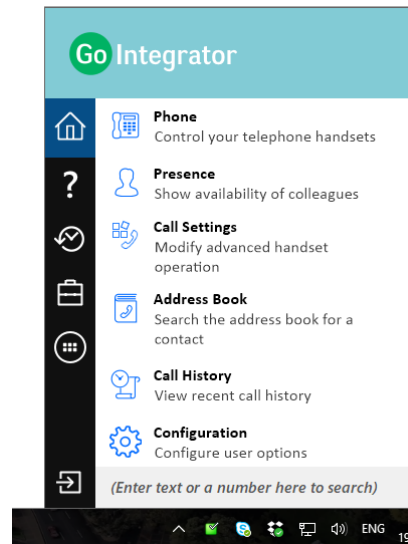 Go Integrator
Phone
Control your telephone handsets
Presence
Show availability of colleagues
Call Settings
Modify advanced handset
operation
Address Book
Search the address book for a
contact
Call History
View recent call history
Configuration
Configure user options
(Enter text or a number here to search)
ENG